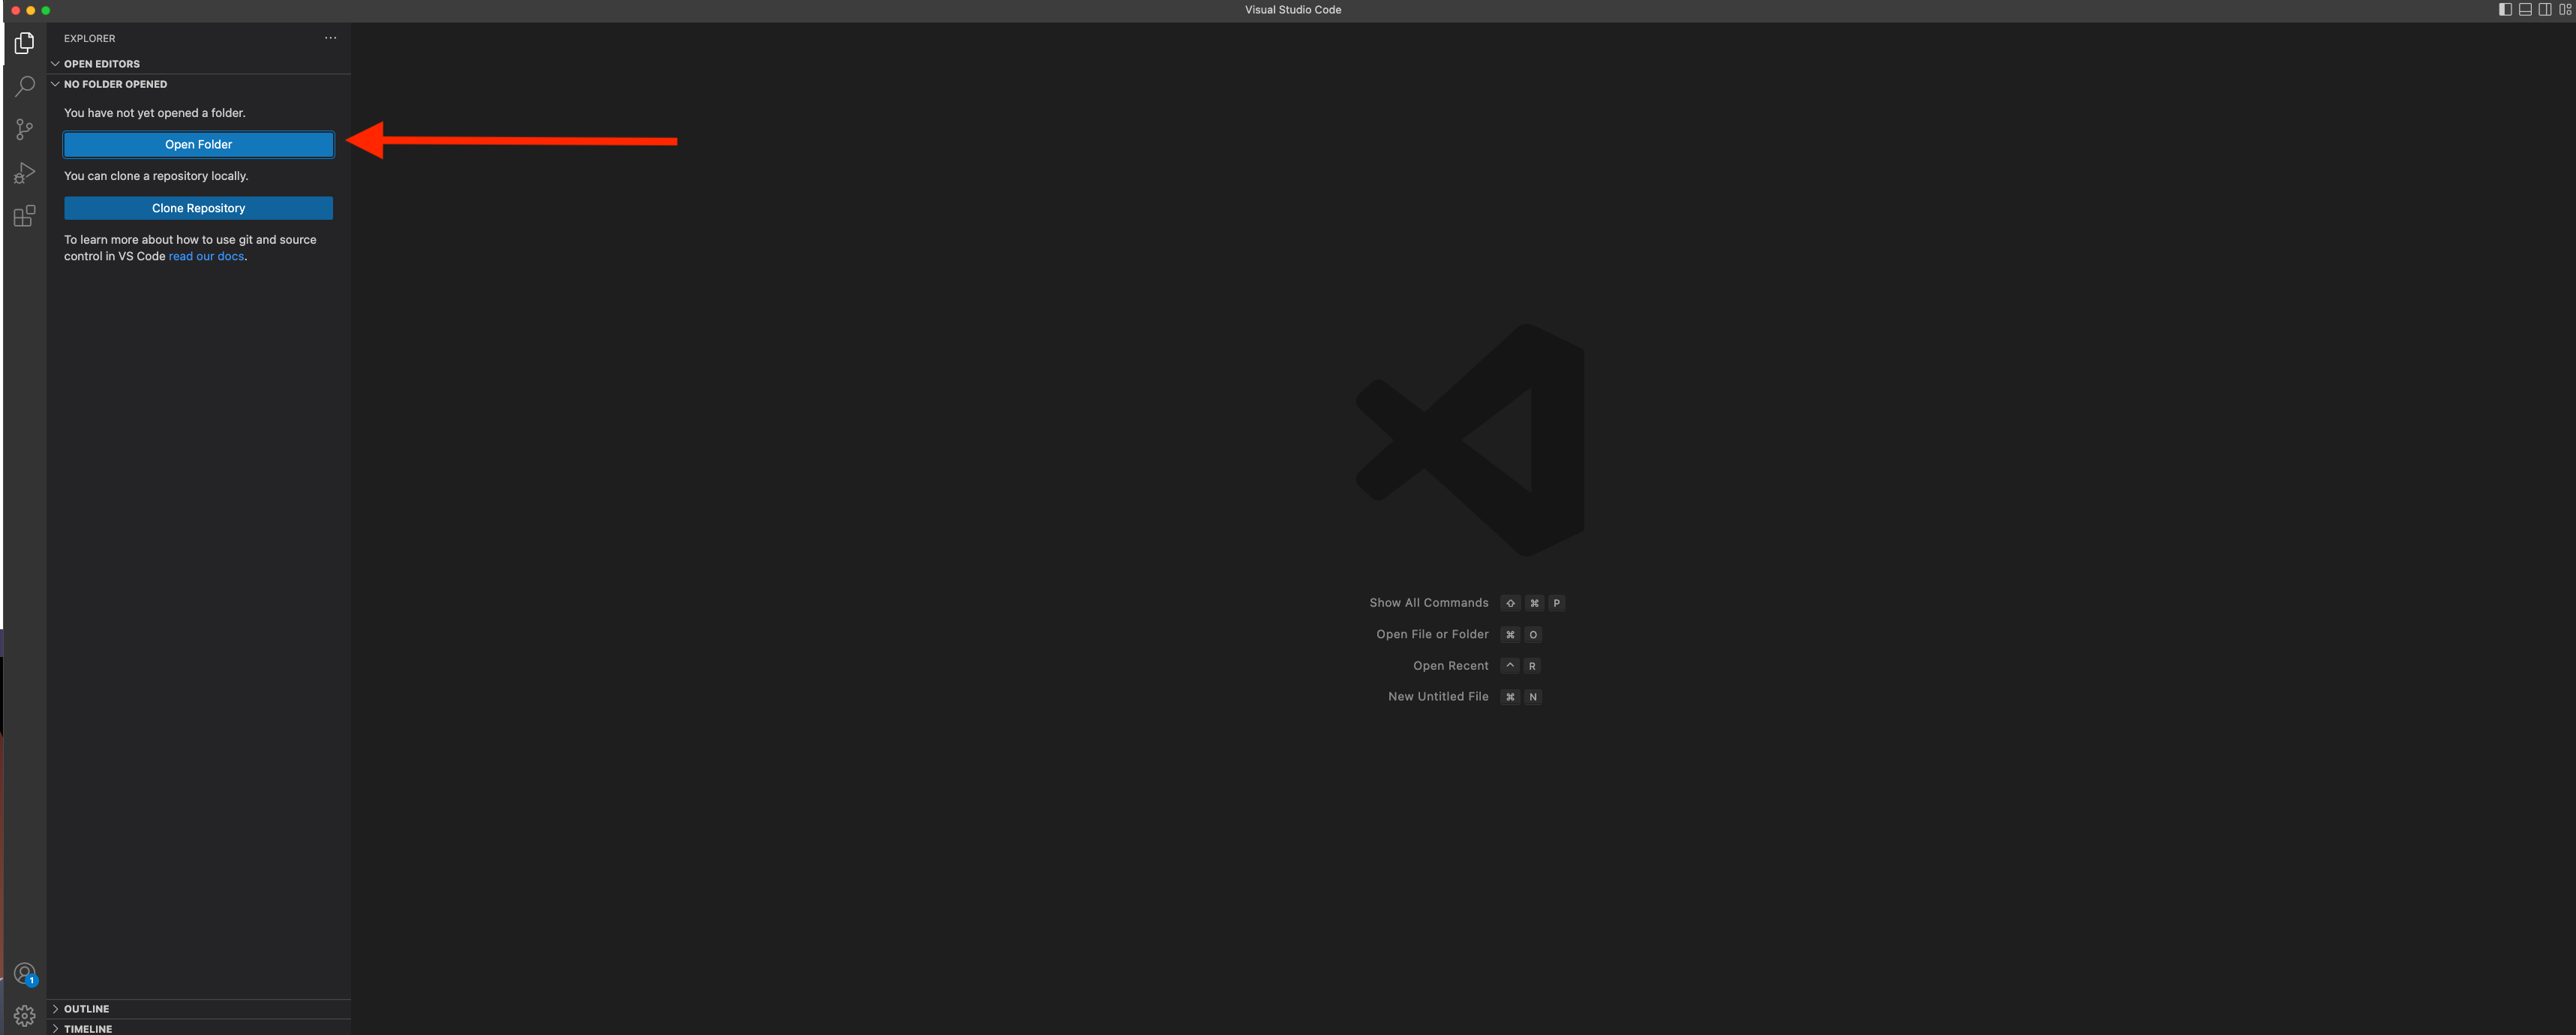 Visual Studio Code
EXPLORER
OPEN EDITORS
NO FOLDER OPENED
You have not yet opened a folder.
Open Folder
You can clone a repository locally.
Clone Repository
To learn more about how to use git and source
control in VS Code read our docs.
Show All Commands ⇧ ⌘ P
Open File or Folder ⌘ O
Open Recent ^ R
New Untitled File ⌘ N
1
OUTLINE
TIMELINE